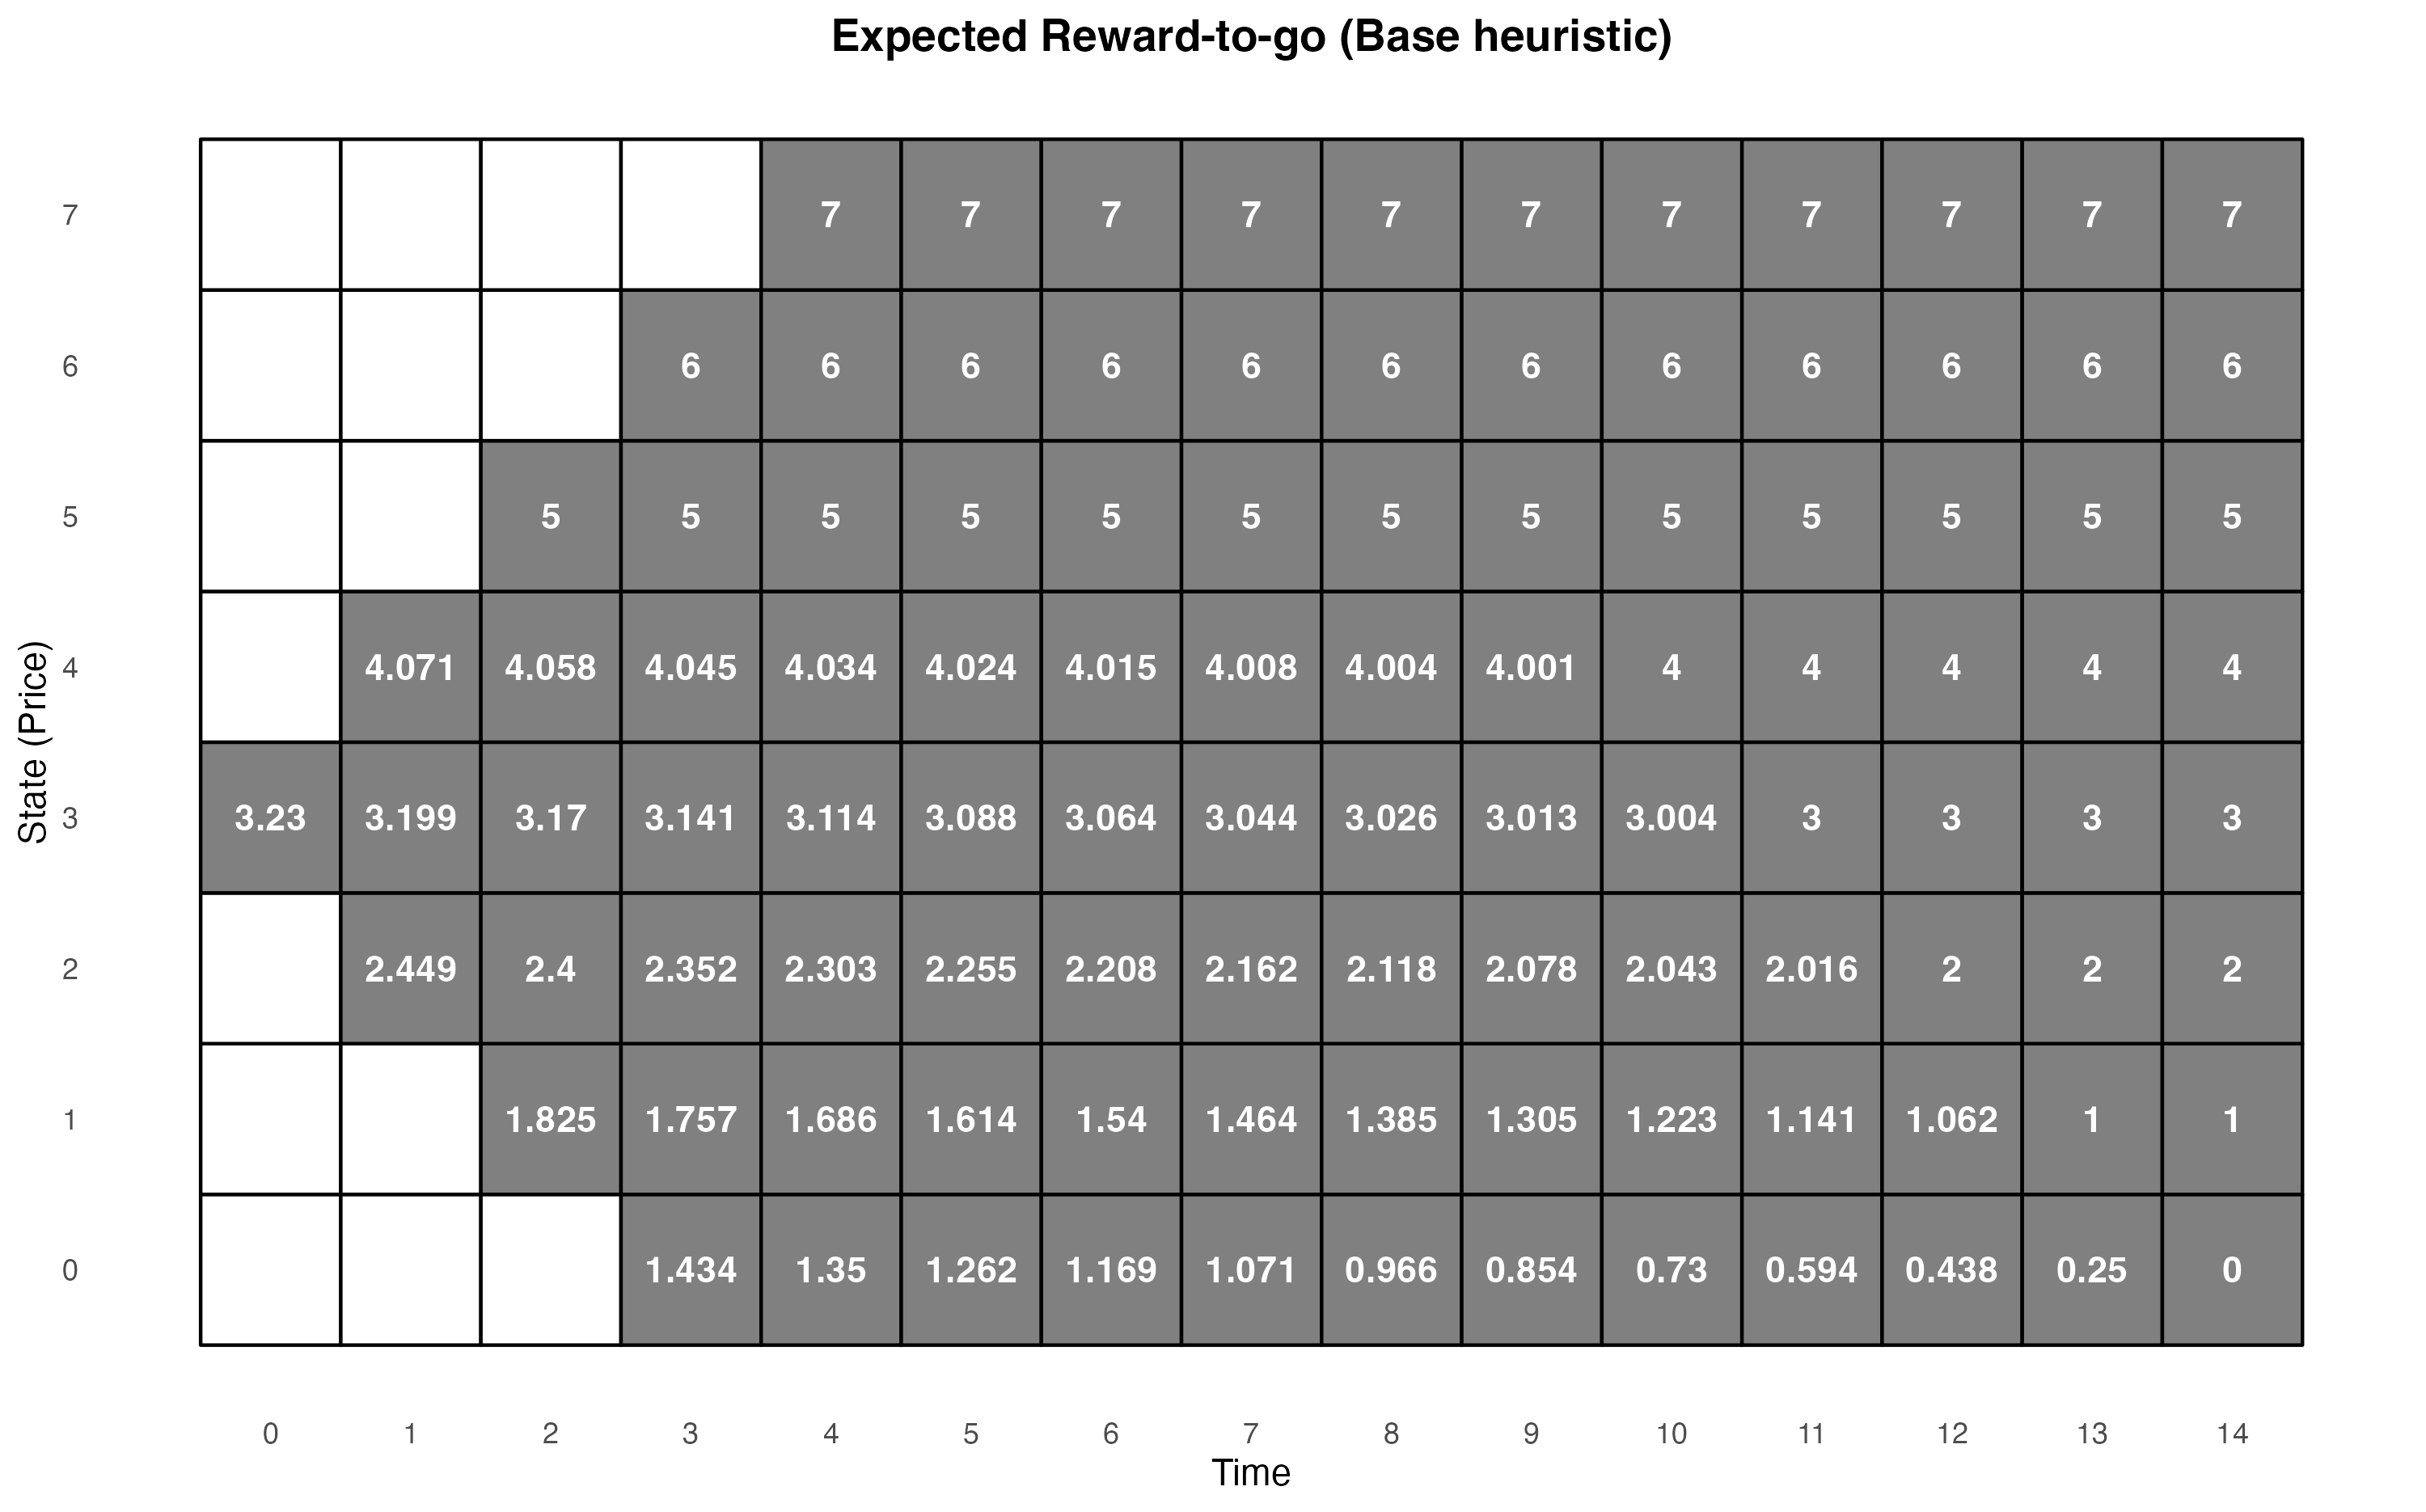 Expected Reward-to-go (Base heuristic)
7 7 7 7 7 7 7 7 7 7 7 7
6 6 6 6 6 6 6 6 6 6 6 6 6
5 5 5 5 5 5 5 5 5 5 5 5 5 5
4 4.071 4.058 4.045 4.034 4.024 4.015 4.008 4.004 4.001 4 4 4 4 4
State (Price)
3 3.23 3.199 3.17 3.141 3.114 3.088 3.064 3.044 3.026 3.013 3.004 3 3 3 3
2 2.449 2.4 2.352 2.303 2.255 2.208 2.162 2.118 2.078 2.043 2.016 2 2 2
1 1.825 1.757 1.686 1.614 1.54 1.464 1.385 1.305 1.223 1.141 1.062 1 1
0 1.434 1.35 1.262 1.169 1.071 0.966 0.854 0.73 0.594 0.438 0.25 0
0 1 2 3 4 5 6 7 8 9 10 11 12 13 14
Time